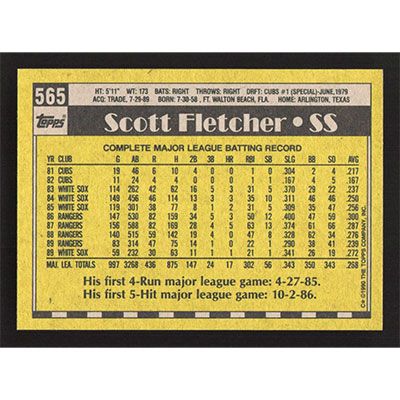 565
HT: 5'11" WT: 173 BATS: RIGHT THROWS: RIGHT DRFT: CUBS #1 (SPECIAL)-JUNE, 1979
ACQ: TRADE, 7-29-89 BORN: 7-30-58, FT. WALTON BEACH, FLA. HOME: ARLINGTON, TEXAS
Topps
Scott Fletcher • SS
COMPLETE MAJOR LEAGUE BATTING RECORD
YR CLUB G AB R H 2B 3B HR RBI SB SLG BB SO AVG
81 CUBS 19 46 6 10 4 0 0 1 0 .304 2 4 .217
82 CUBS 11 24 4 4 0 0 0 1 1 .167 4 5 .167
83 WHITE SOX 114 262 42 62 16 5 3 32 5 .370 29 22 .237
84 WHITE SOX 149 456 46 114 13 3 3 35 10 .311 46 46 .250
85 WHITE SOX 119 301 38 77 8 1 2 31 5 .309 35 47 .256
86 RANGERS 147 530 82 159 34 5 3 50 12 .400 47 59 .300
87 RANGERS 156 588 82 169 28 4 5 63 13 .374 61 66 .287
88 RANGERS 140 515 59 142 19 4 0 47 8 .328 62 34 .276
89 RANGERS 83 314 47 75 14 1 0 22 1 .290 38 41 .239
89 WHITE SOX 59 232 30 63 11 1 1 21 1 .341 26 19 .272
MAJ. LEA. TOTALS 997 3268 436 875 147 24 17 303 56 .343 350 343 .268
His first 4-Run major league game: 4-27-85.
His first 5-Hit major league game: 10-2-86.
© 1990 THE TOPPS COMPANY, INC.